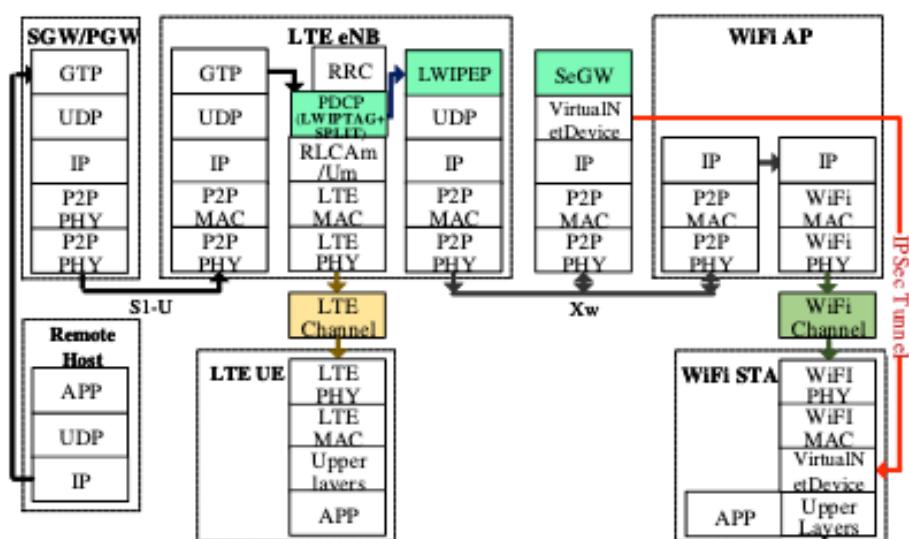 SGW/PGW
GTP
UDP
IP
P2P
PHY
P2P
PHY
S1-U
Remote
Host
APP
UDP
IP
LTE eNB
GTP
UDP
IP
P2P
MAC
P2P
PHY
RRC
PDCP
(LWIPTAG+
SPLIT)
RLCAm
/Um
LTE
MAC
LTE
PHY
LWIPEP
UDP
IP
P2P
MAC
P2P
PHY
SeGW
VirtualN
etDevice
IP
P2P
MAC
P2P
PHY
Xw
WiFi AP
IP
P2P
MAC
P2P
PHY
IP
WiFi
MAC
WiFi
PHY
IPSec Tunnel
LTE
Channel
WiFi
Channel
LTE UE
LTE
PHY
LTE
MAC
Upper
layers
APP
WiFi STA
WiFI
PHY
WiFI
MAC
VirtualN
etDevice
APP
Upper
Layers